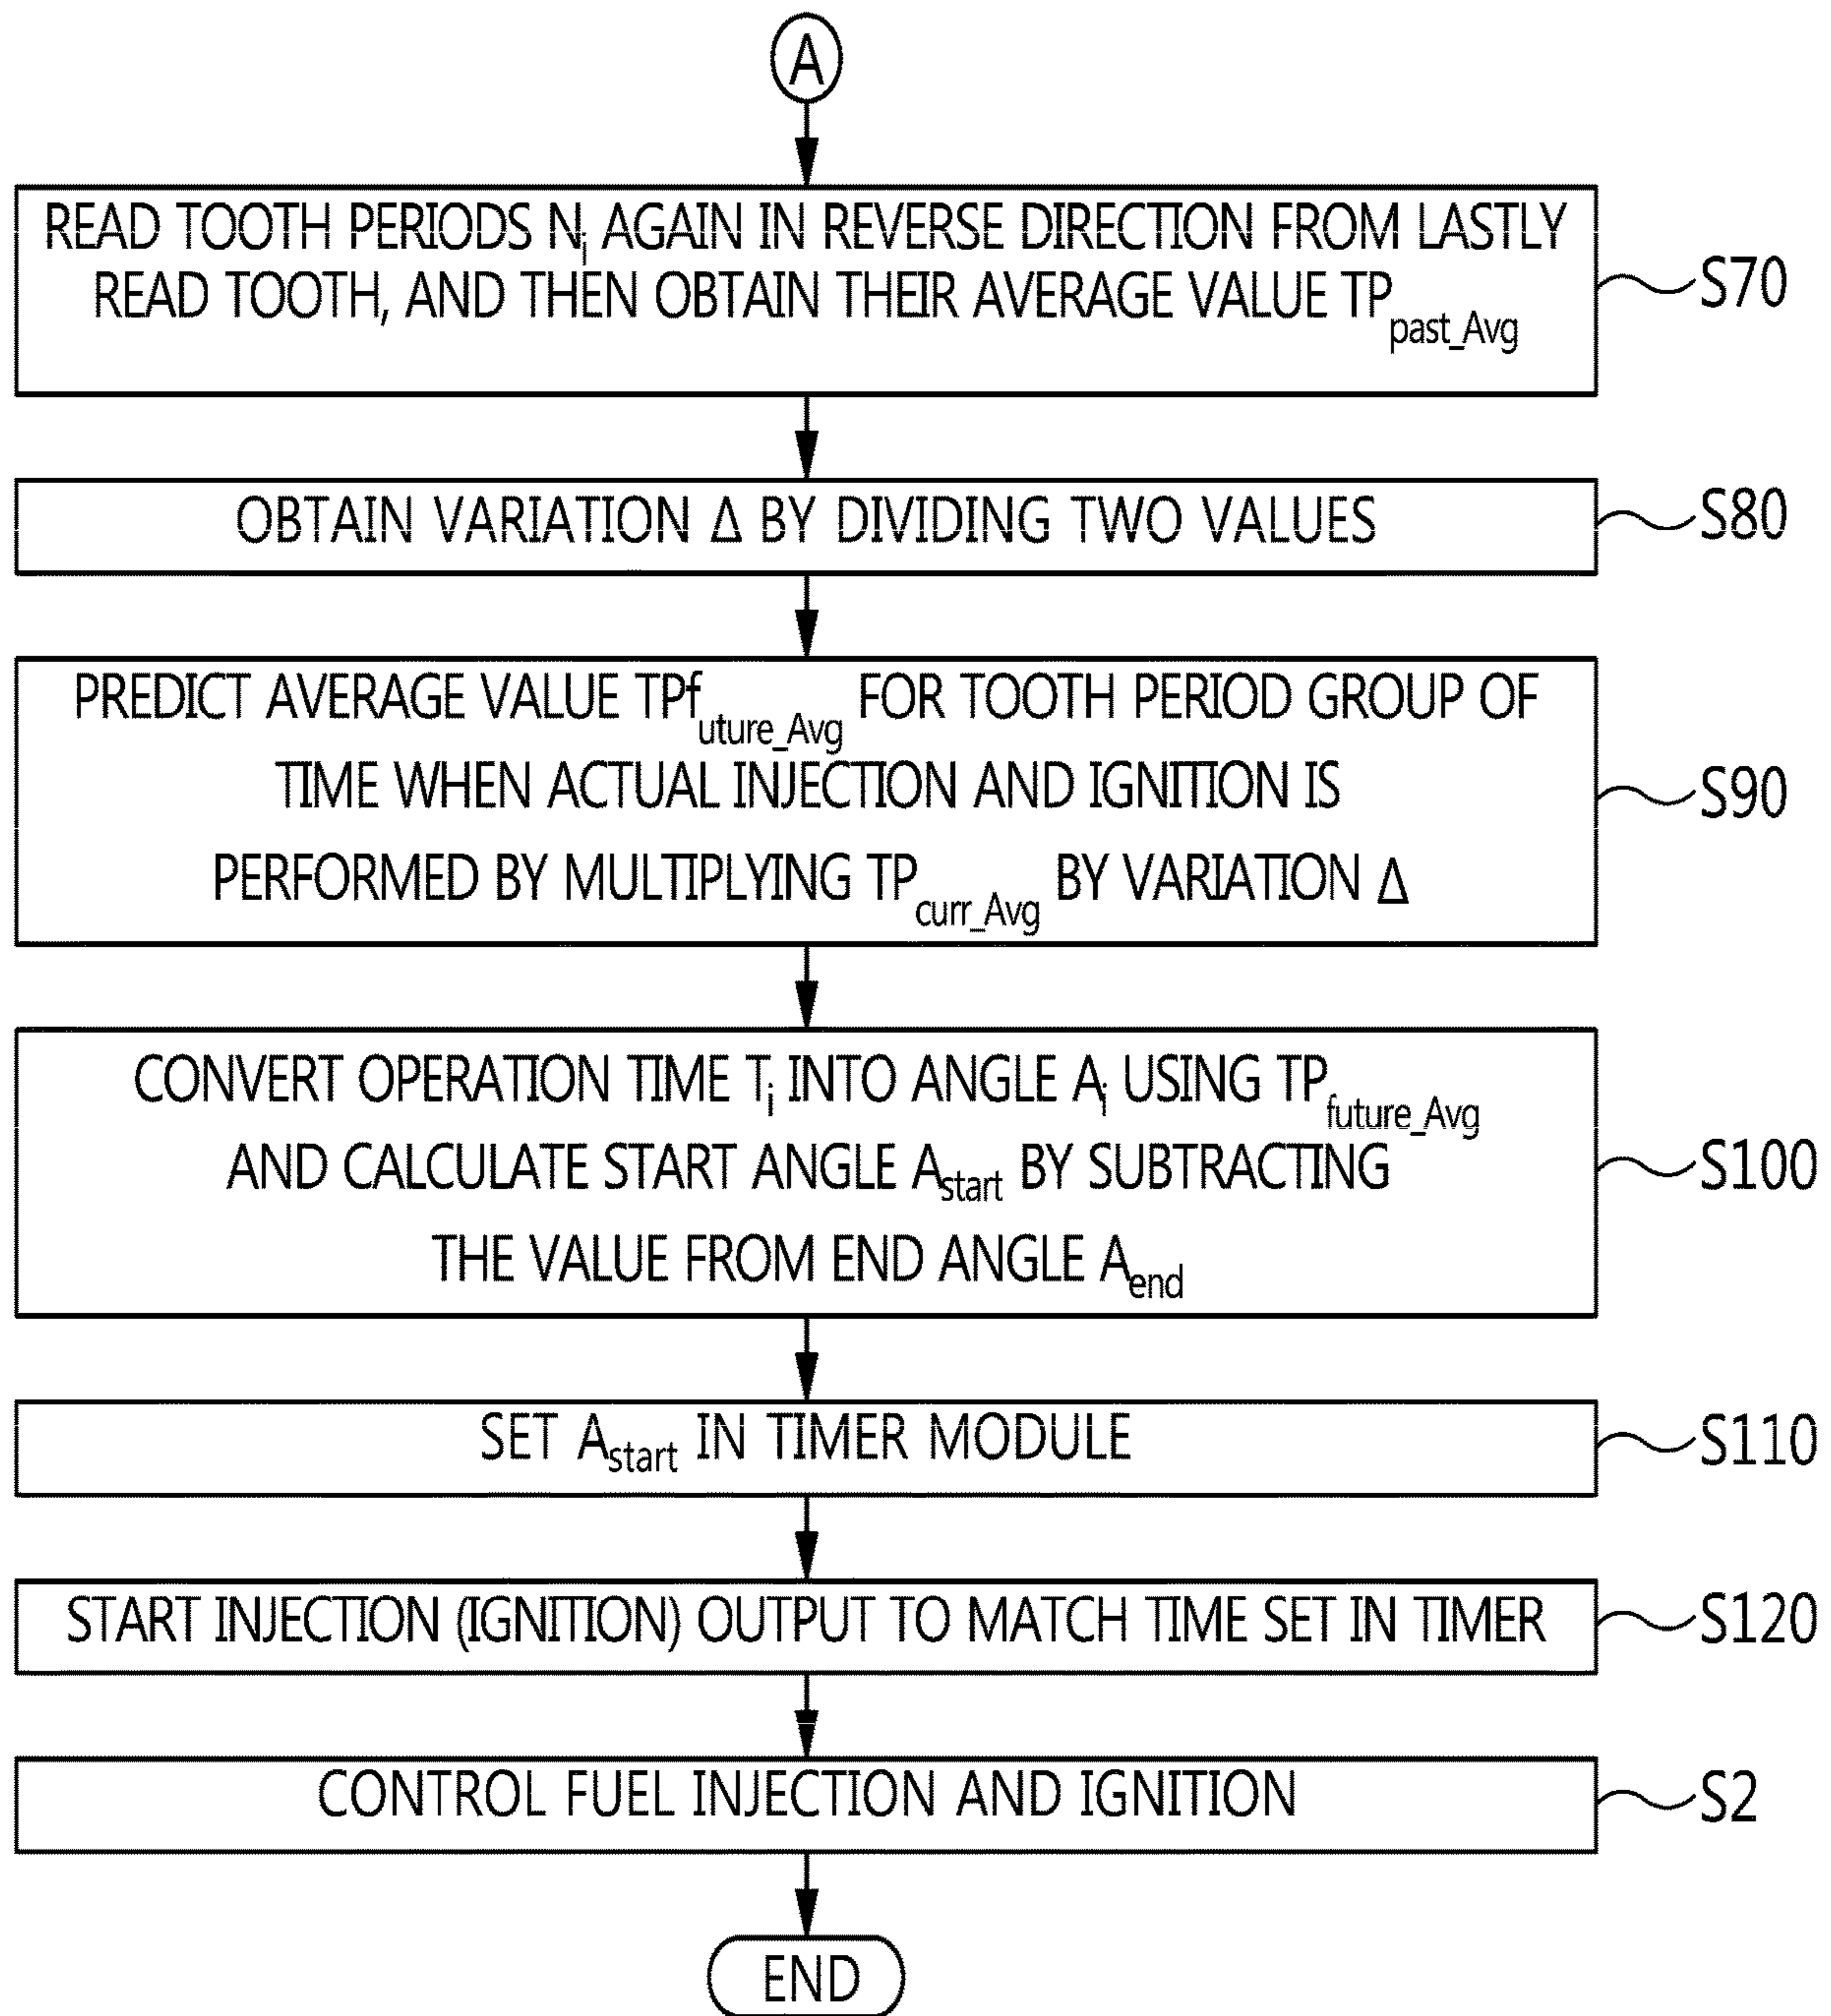 A
READ TOOTH PERIODS Ni AGAIN IN REVERSE DIRECTION FROM LASTLY
READ TOOTH, AND THEN OBTAIN THEIR AVERAGE VALUE TPpast_Avg
S70
OBTAIN VARIATION Δ BY DIVIDING TWO VALUES
S80
PREDICT AVERAGE VALUE TPfuture_Avg FOR TOOTH PERIOD GROUP OF
TIME WHEN ACTUAL INJECTION AND IGNITION IS
PERFORMED BY MULTIPLYING TPcurr_Avg BY VARIATION Δ
S90
CONVERT OPERATION TIME Ti INTO ANGLE Ai USING TPfuture_Avg
AND CALCULATE START ANGLE Astart BY SUBTRACTING
THE VALUE FROM END ANGLE Aend
S100
SET Astart IN TIMER MODULE
S110
START INJECTION (IGNITION) OUTPUT TO MATCH TIME SET IN TIMER
S120
CONTROL FUEL INJECTION AND IGNITION
S2
END